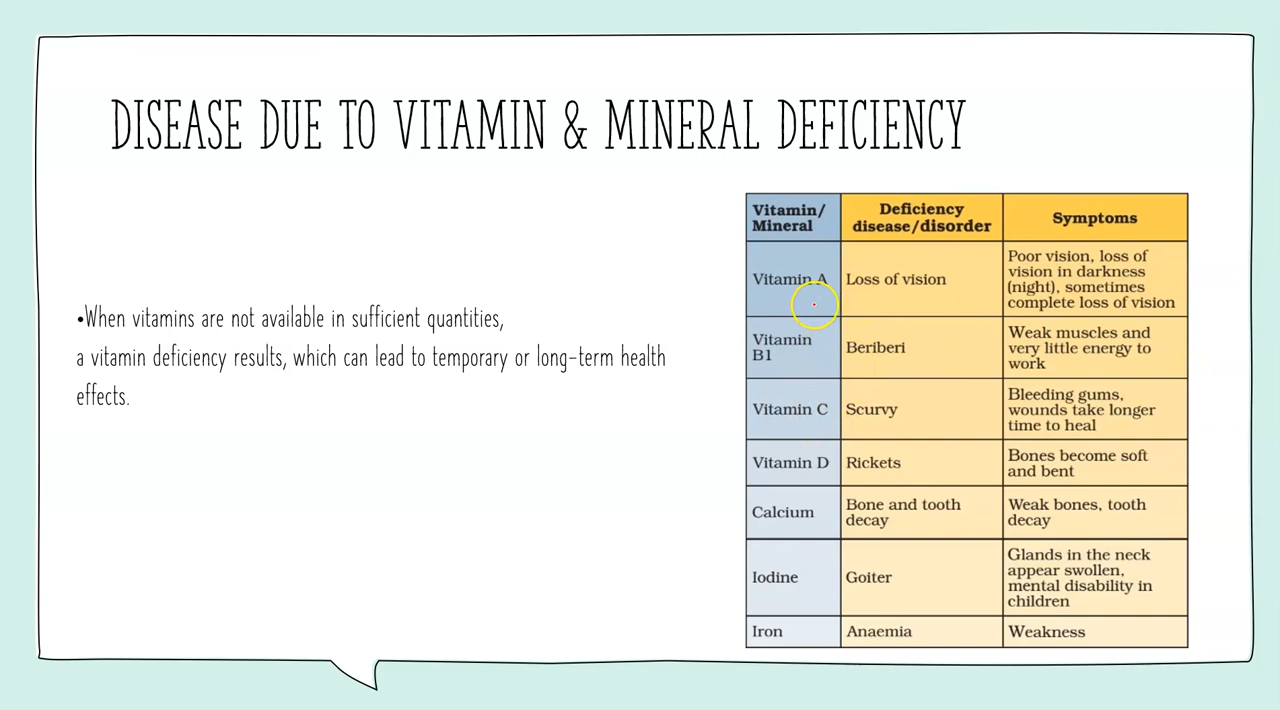 DISEASE DUE TO VITAMIN & MINERAL DEFICIENCY
•When vitamins are not available in sufficient quantities,
a vitamin deficiency results, which can lead to temporary or long-term health
effects.
Vitamin/
Mineral
Deficiency
disease/disorder
Symptoms
Vitamin A
Loss of vision
Poor vision, loss of
vision in darkness
(night), sometimes
complete loss of vision
Vitamin
B1
Beriberi
Weak muscles and
very little energy to
work
Vitamin C
Scurvy
Bleeding gums,
wounds take longer
time to heal
Vitamin D
Rickets
Bones become soft
and bent
Calcium
Bone and tooth
decay
Weak bones, tooth
decay
Iodine
Goiter
Glands in the neck
appear swollen,
mental disability in
children
Iron
Anaemia
Weakness